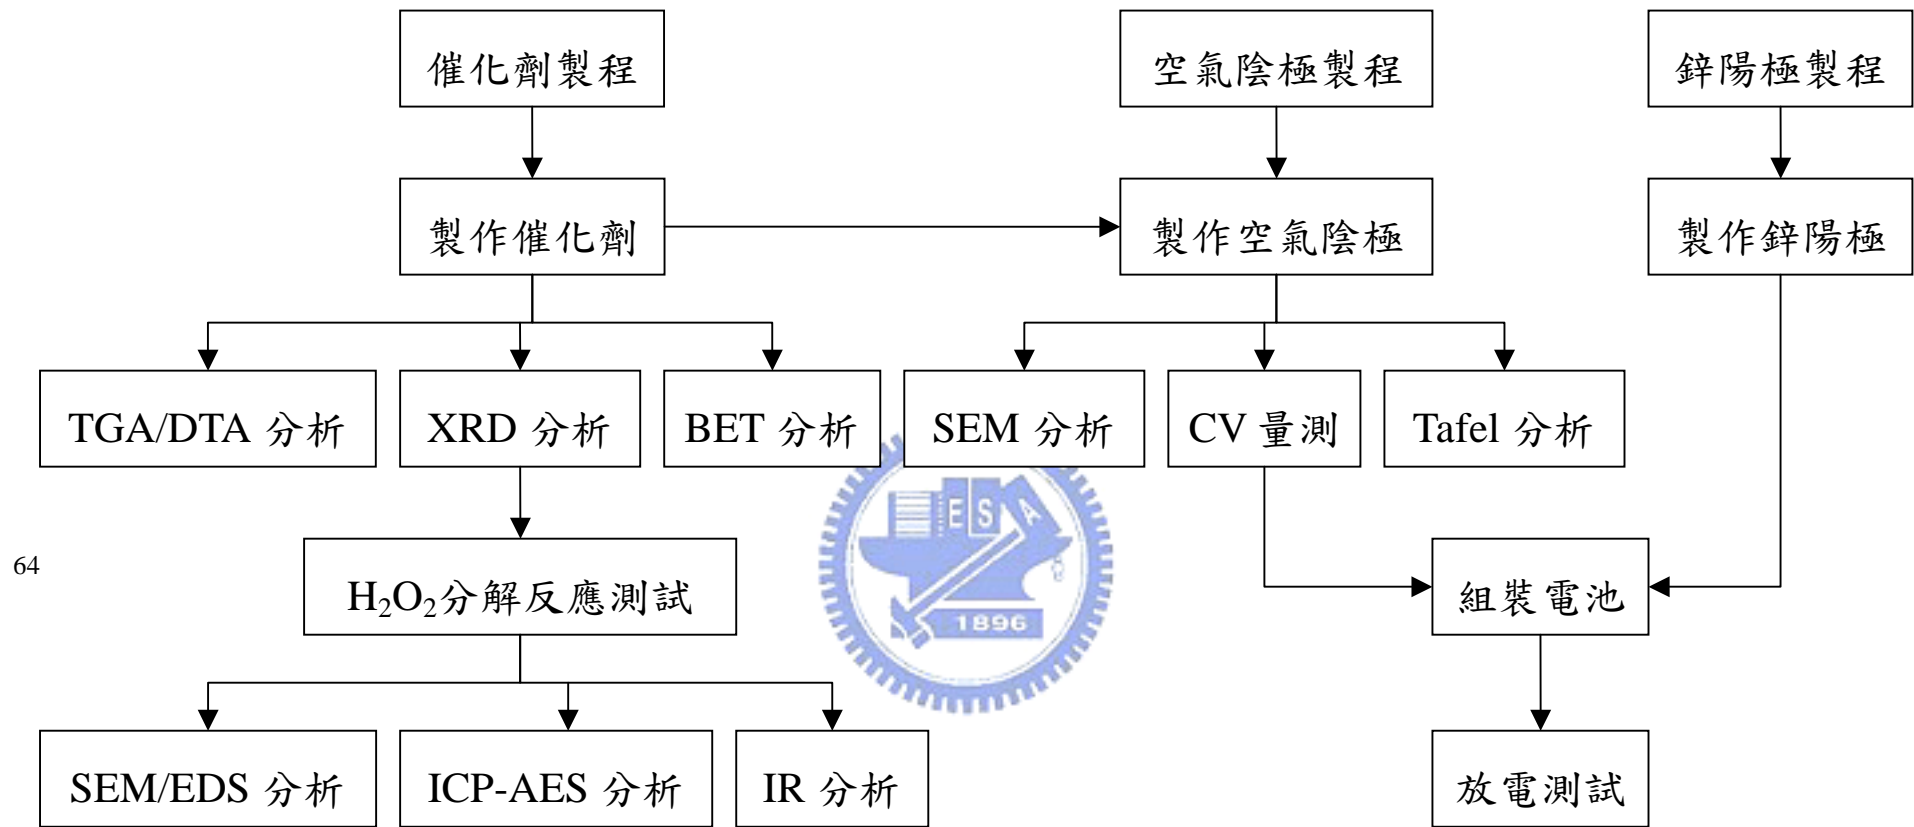 催化劑製程
空氣陰極製程
鋅陽極製程
製作催化劑
製作空氣陰極
製作鋅陽極
TGA/DTA 分析
XRD 分析
BET 分析
SEM 分析
CV 量測
Tafel 分析
ESA
64
H₂O₂分解反應測試
組裝電池
1896
SEM/EDS 分析
ICP-AES 分析
IR 分析
放電測試